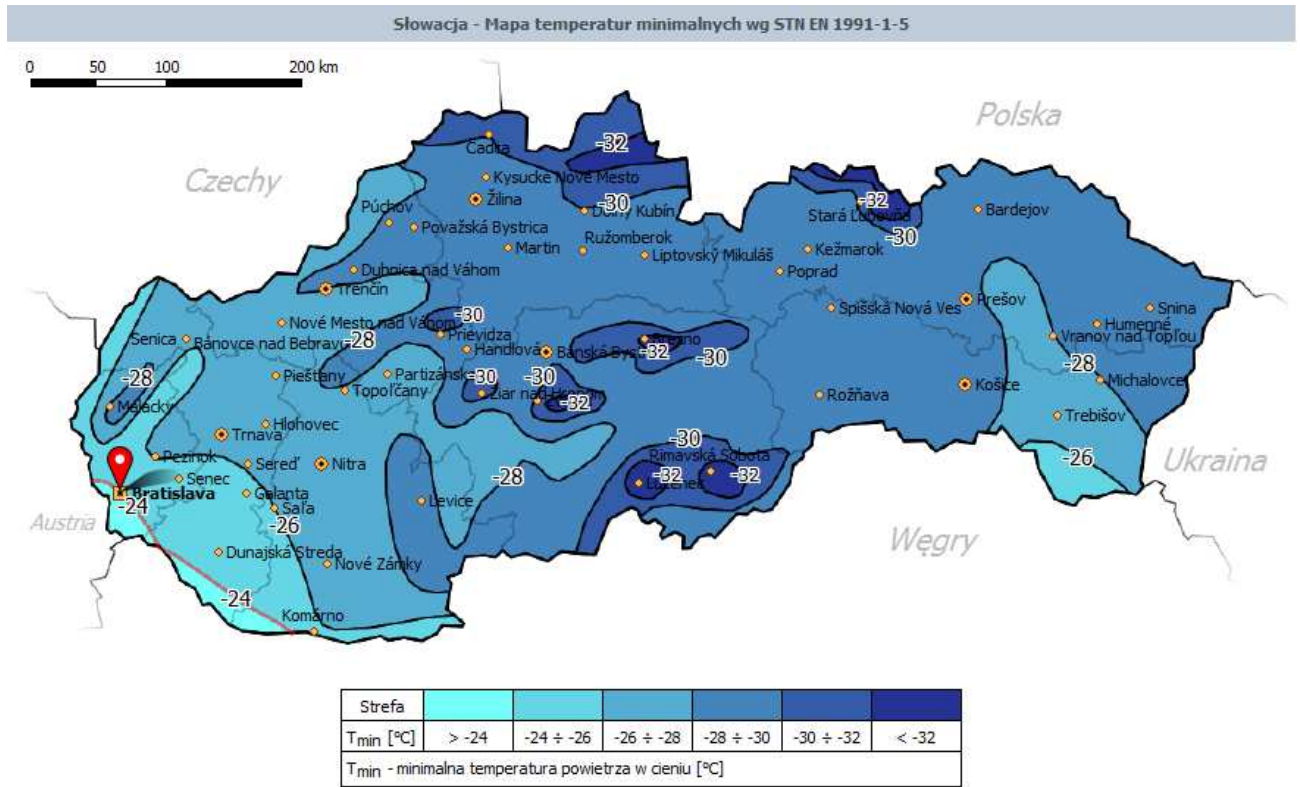 Słowacja - Mapa temperatur minimalnych wg STN EN 1991-1-5
0 50 100 200 km
Polska
Czechy
-32
Čadca
Kysucké Nové Mesto
Žilina
-30
Dolný Kubín
-32
Stará Ľubovňa
-30
Bardejov
Púchov
Považská Bystrica
Martin
Ružomberok
Liptovský Mikuláš
Kežmarok
Poprad
Dubnica nad Váhom
Trenčín
Prešov
Spišská Nová Ves
Snina
Humenné
Vranov nad Topľou
Nové Mesto nad Váhom
-30
Prievidza
Senica
Bánovce nad Bebravou
-28
Handlová
Banská Bys
Brezno
-32
-30
-28
Michalovce
-28
Piešťany
Partizánske
-30
-30
Topoľčany
Žiar nad Hronom
-32
Rožňava
Košice
Malacky
Trebišov
Hlohovec
Trnava
-30
Rimavská Sobota
-26
Ukraina
Pezinok
Sereď
Nitra
-28
-32
-32
Lučenec
Senec
Galanta
Bratislava
-24
Levice
Šaľa
-26
Austria
Węgry
Dunajská Streda
Nové Zámky
-24
Komárno
Strefa
Tmin [°C] > -24 -24 ÷ -26 -26 ÷ -28 -28 ÷ -30 -30 ÷ -32 < -32
Tmin - minimalna temperatura powietrza w cieniu [°C]